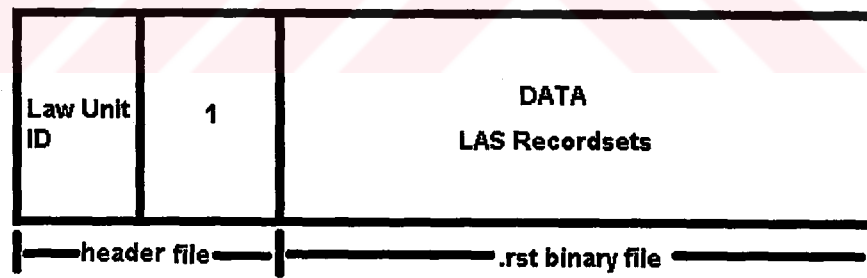 Law Unit
ID
1
DATA
LAS Recordsets
header file
.rst binary file